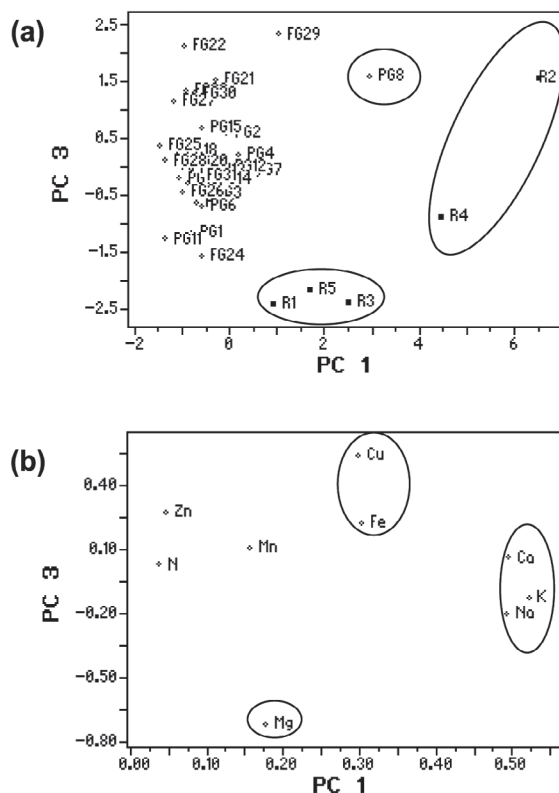 (a)
2.5
FG29
FG22
PG8
R2
1.5
FG21
FG30
FG27
PG15
0.5
FG25
PG4
FG28
FG31
-0.5
FG26
PG6
R4
PG1
PG11
-1.5
FG24
R5
-2.5
R1
R3
PC 3
-2
0
2
4
6
PC 1
(b)
Cu
0.40
Zn
Fe
0.10
Mn
N
Ca
K
-0.20
Na
-0.50
Mg
-0.80
PC 3
0.00
0.10
0.20
0.30
0.40
0.50
PC 1